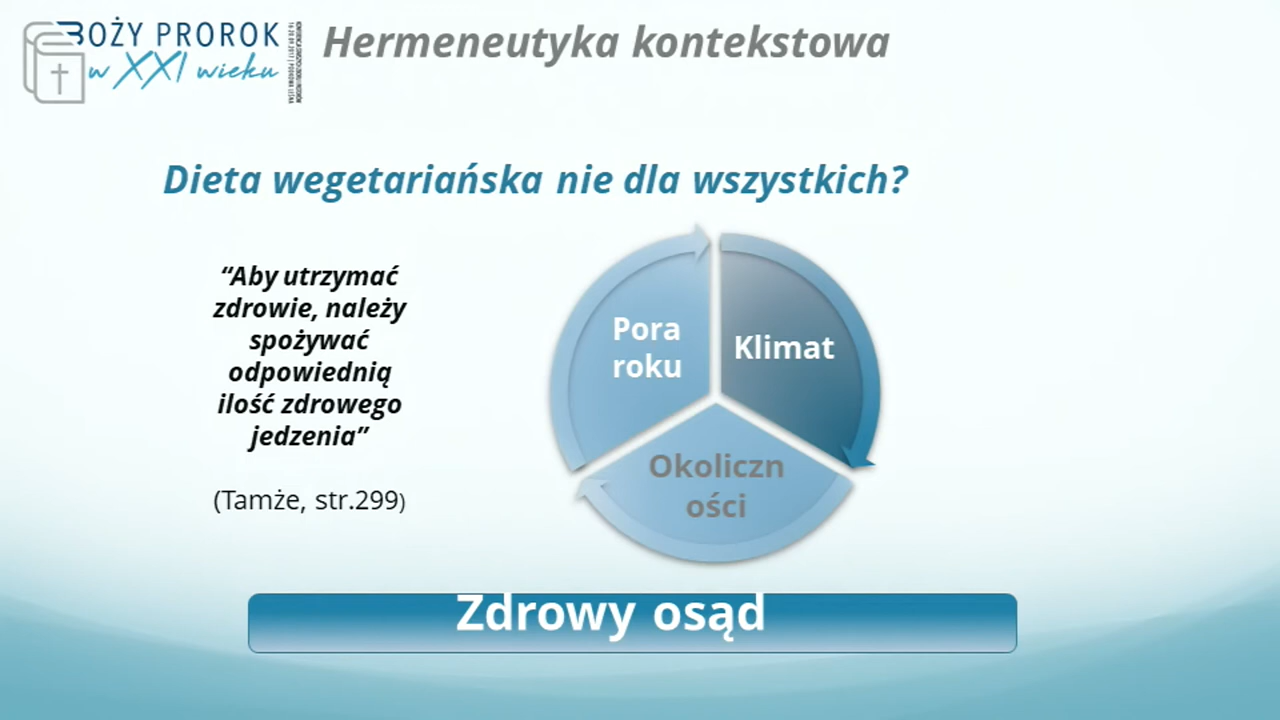 BOŻY PROROK
w XXI wieku
Hermeneutyka kontekstowa
Dieta wegetariańska nie dla wszystkich?
“Aby utrzymać
zdrowie, należy
spożywać
odpowiednią
ilość zdrowego
jedzenia”
(Tamże, str.299)
Pora
roku
Klimat
Okoliczn
ości
Zdrowy osąd